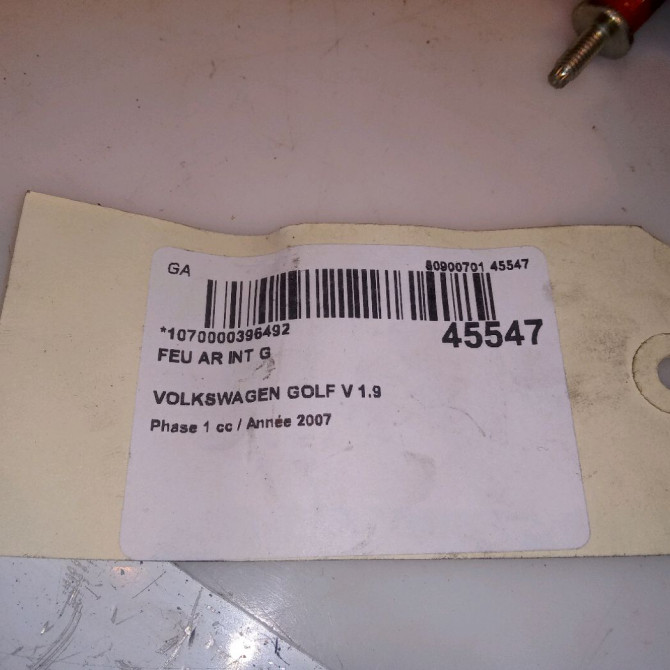 GA 80900701 45547
*1070000396492 45547
FEU AR INT G
VOLKSWAGEN GOLF V 1.9
Phase 1 cc / Année 2007